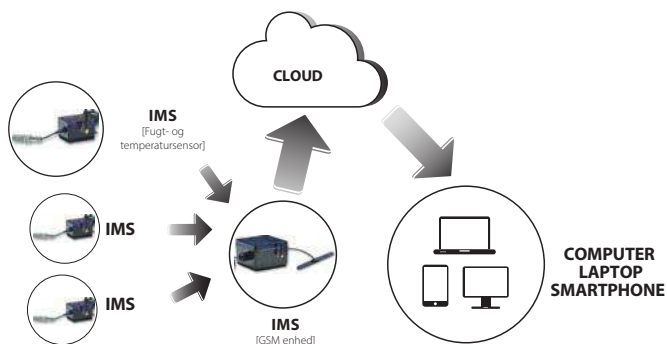 CLOUD
IMS
[Fugt- og
temperatursensor]
IMS
IMS
IMS
[GSM enhed]
COMPUTER
LAPTOP
SMARTPHONE